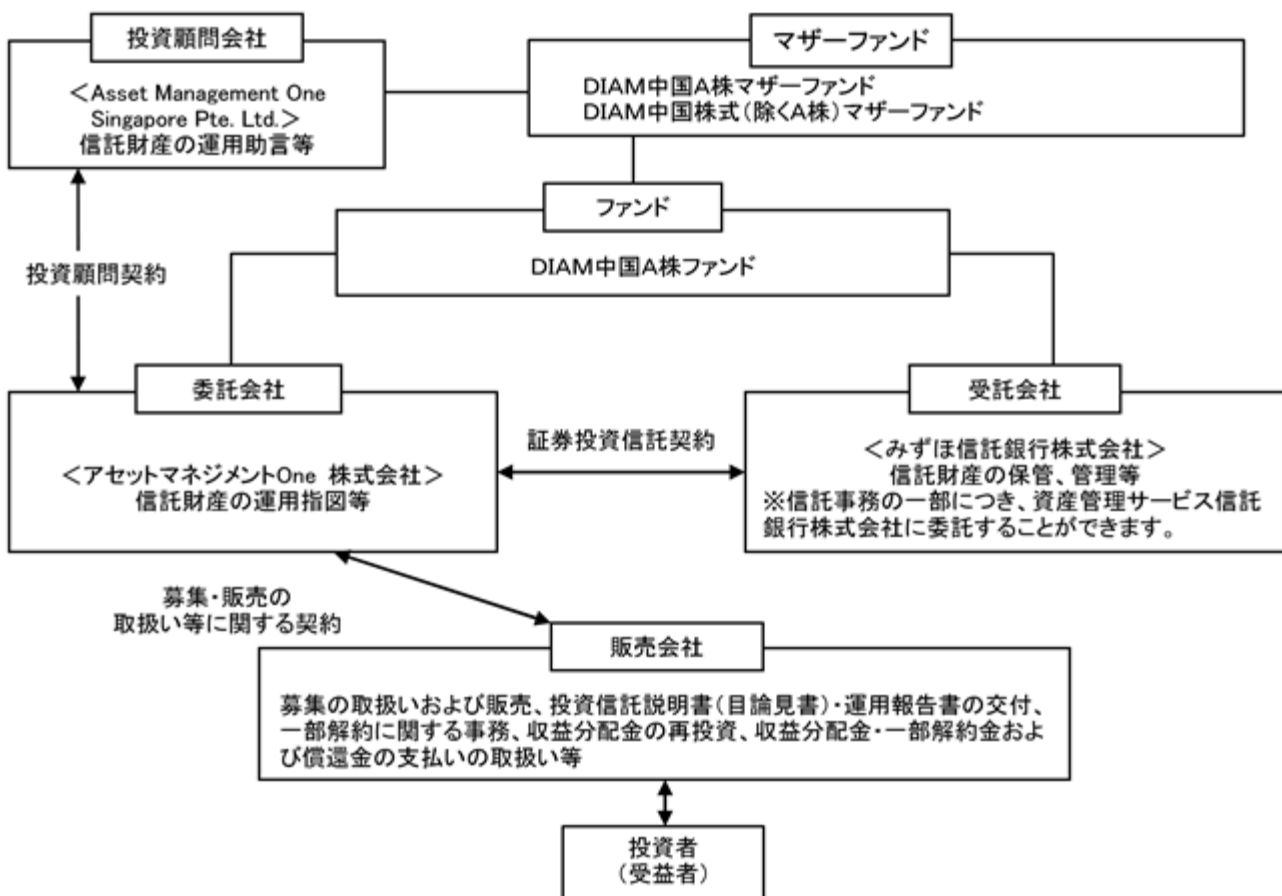 投資顧問会社
<Asset Management One
Singapore Pte. Ltd.>
信託財産の運用助言等
マザーファンド
DIAM中国A株マザーファンド
DIAM中国株式(除くA株)マザーファンド
ファンド
DIAM中国A株ファンド
投資顧問契約
委託会社
<アセットマネジメントOne 株式会社>
信託財産の運用指図等
証券投資信託契約
受託会社
<みずほ信託銀行株式会社>
信託財産の保管、管理等
※信託事務の一部につき、資産管理サービス信託
銀行株式会社に委託することができます。
募集・販売の
取扱い等に関する契約
販売会社
募集の取扱いおよび販売、投資信託説明書(目論見書)・運用報告書の交付、
一部解約に関する事務、収益分配金の再投資、収益分配金・一部解約金およ
び償還金の支払いの取扱い等
投資者
(受益者)